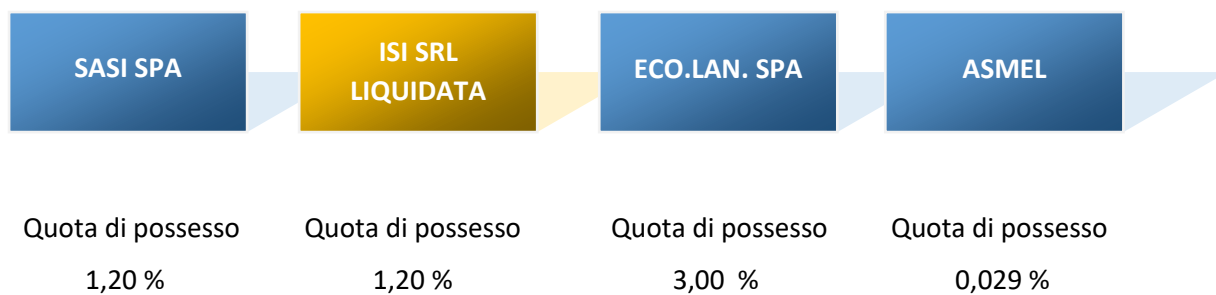 SASI SPA
ISI SRL
LIQUIDATA
ECO.LAN. SPA
ASMEL
Quota di possesso
1,20 %
Quota di possesso
1,20 %
Quota di possesso
3,00 %
Quota di possesso
0,029 %